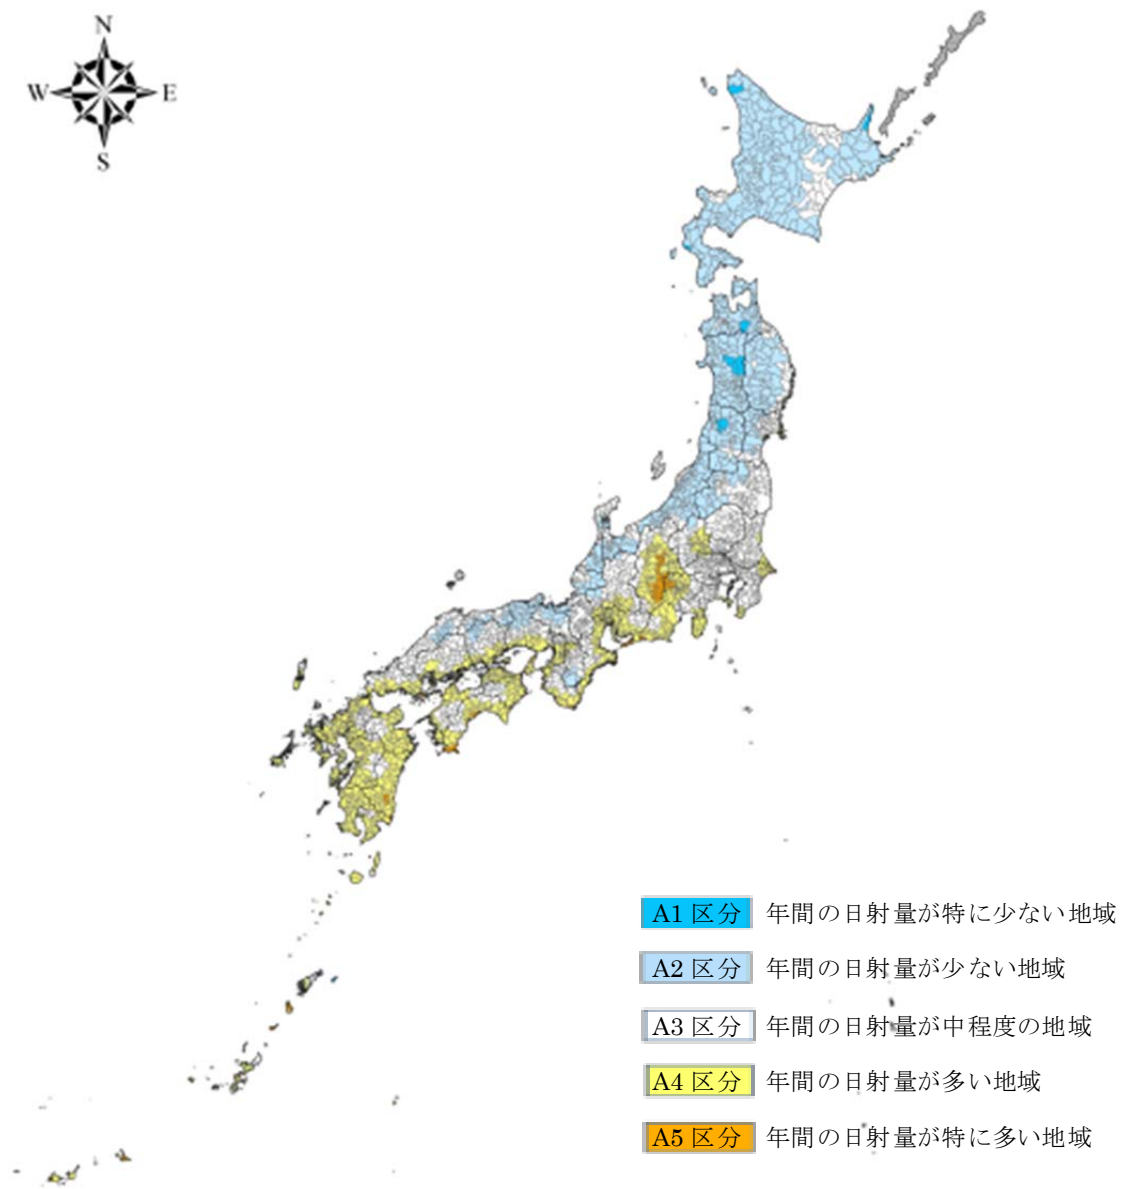 N
W E
S
A1 区分 年間の日射量が特に少ない地域
A2 区分 年間の日射量が少ない地域
A3 区分 年間の日射量が中程度の地域
A4 区分 年間の日射量が多い地域
A5 区分 年間の日射量が特に多い地域